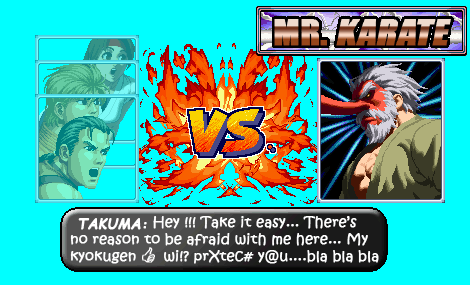 MR. KARATE
VS
TAKUMA: Hey !!! Take it easy... There's
no reason to be afraid with me here... My
kyokugen 👍 wi!? prXteC# y@u....bla bla bla